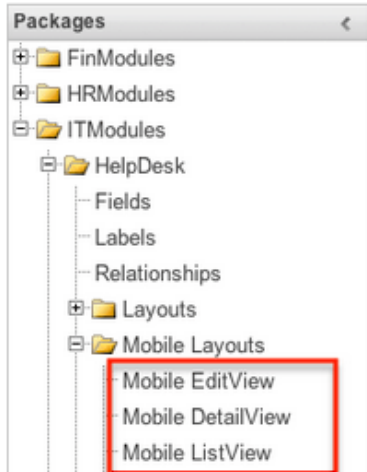 Packages
FinModules
HRModules
ITModules
HelpDesk
Fields
Labels
Relationships
Layouts
Mobile Layouts
Mobile EditView
Mobile DetailView
Mobile ListView